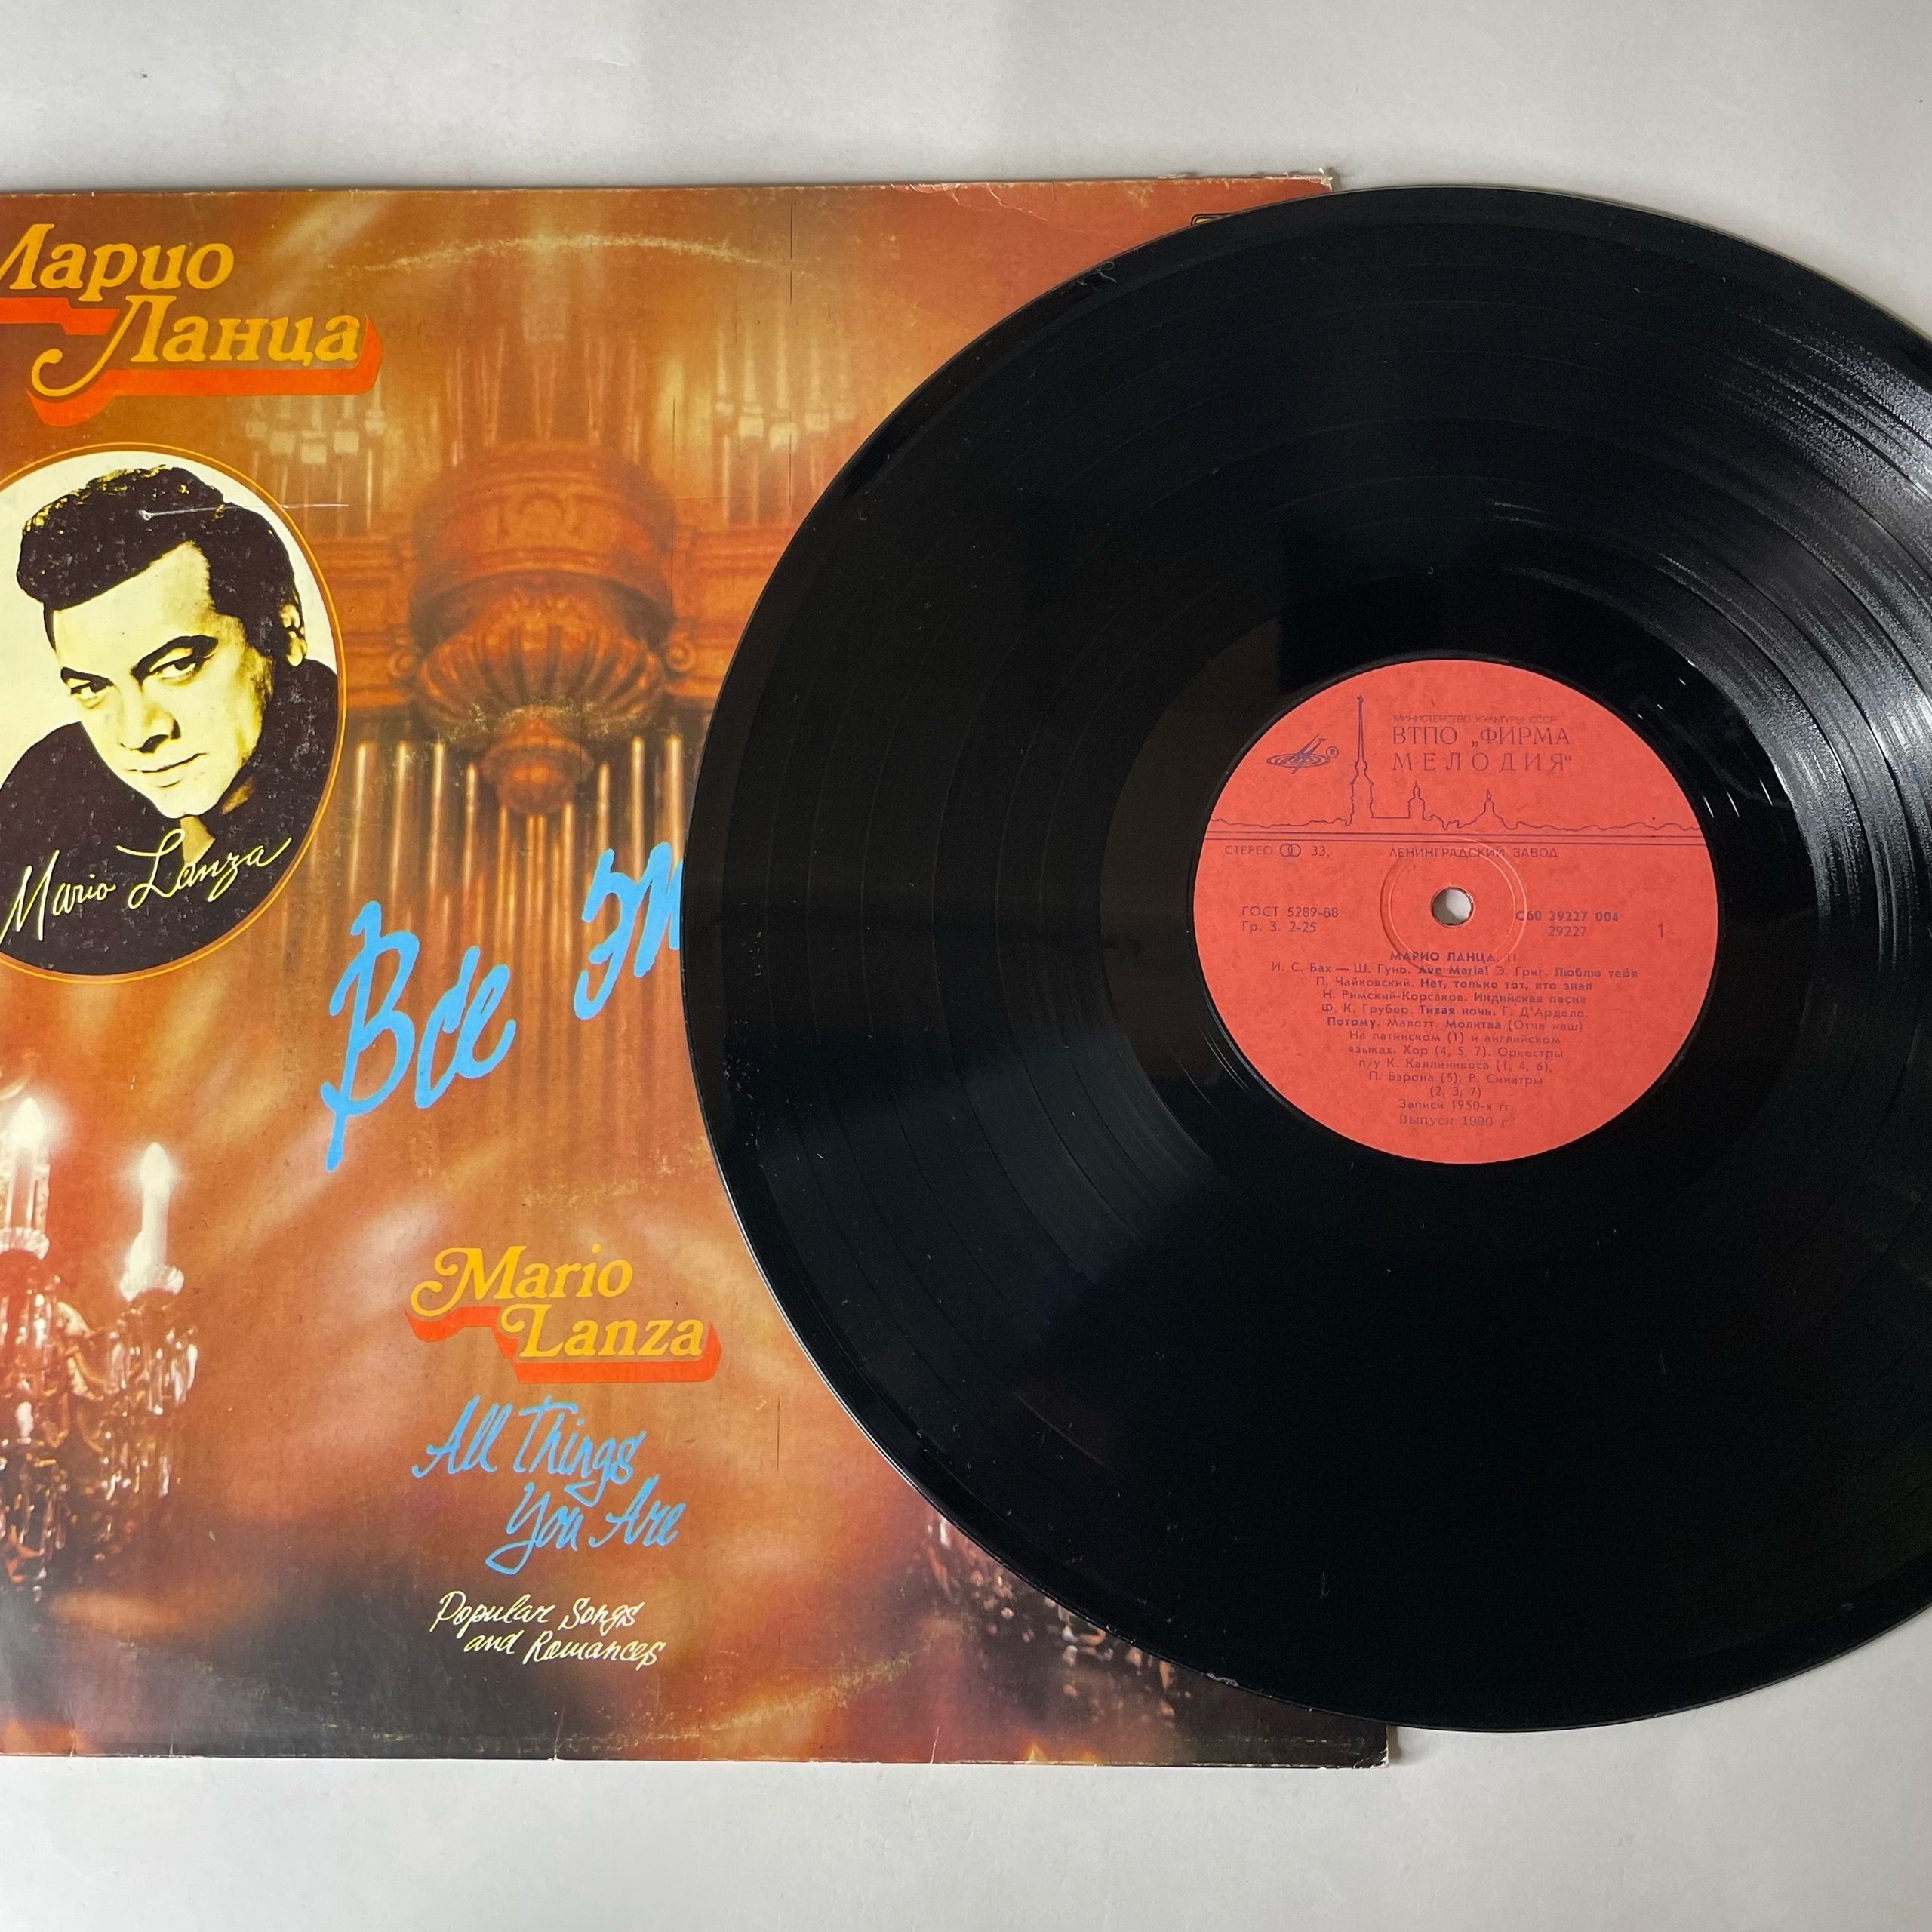 Марио
Ланца
Mario Lanza
Все
Mario
Lanza
All Things
You Are
Popular Songs
and Romances
МИНИСТЕРСТВО КУЛЬТУРЫ СССР
ВТПО „ФИРМА
МЕЛОДИЯ“
СТЕРЕО 33
ЛЕНИНГРАДСКИЙ ЗАВОД
ГОСТ 5289-88
Гр. 3. 2-25
С60 29227 004
29227
1
МАРИО ЛАНЦА. II
И. С. Бах — Ш. Гуно. Ave Maria! Э. Григ. Люблю тебя
П. Чайковский. Нет, только тот, кто знал
Н. Римский-Корсаков. Индийская песня
Ф. К. Грубер. Тихая ночь. Г. Д'Ардело.
Потому. Малотт. Молитва (Отче наш)
На латинском (1) и английском
языках. Хор (4, 5, 7). Оркестры
п/у К. Каллиникоса (1, 4, 6),
П. Бэрона (5), Р. Синатры
(2, 3, 7)
Записи 1950-х гг.
Выпуск 1990 г.